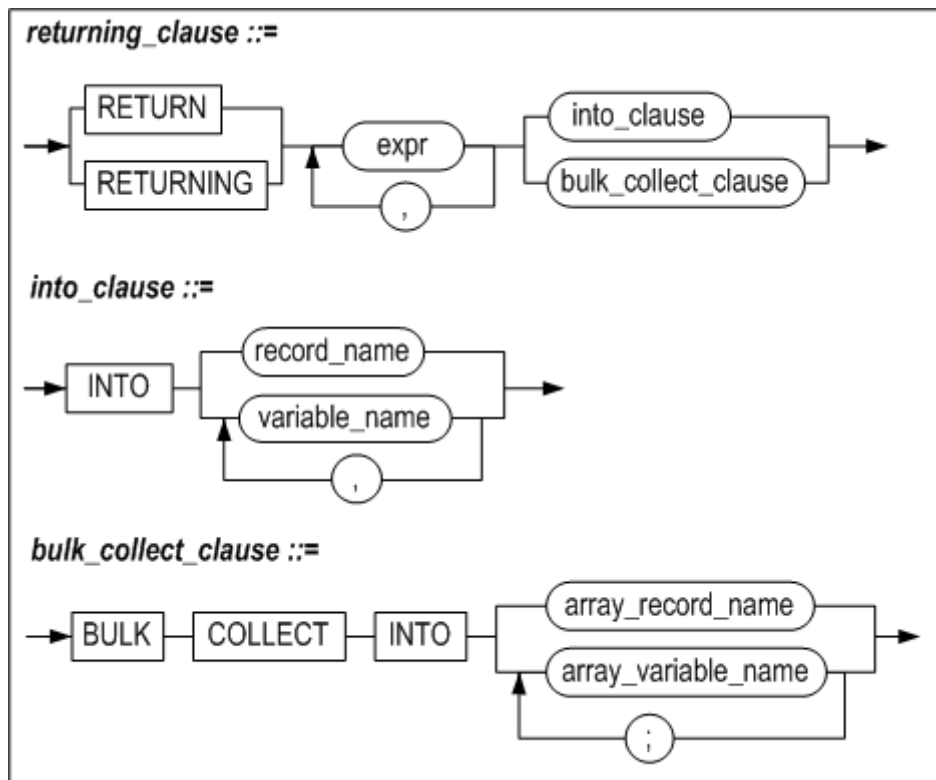 returning_clause ::=
RETURN
RETURNING
expr
,
into_clause
bulk_collect_clause
into_clause ::=
INTO
record_name
variable_name
,
bulk_collect_clause ::=
BULK COLLECT INTO
array_record_name
array_variable_name
;